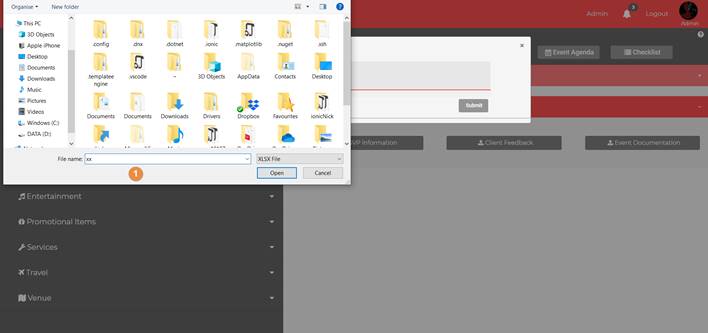 Organise
New folder
This PC
3D Objects
Apple iPhone
Desktop
Documents
Downloads
Music
Pictures
Videos
Windows (C:)
DATA (D:)
.config
.dnx
.dotnet
.ionic
.matplotlib
.nuget
.ssh
.templatee
ngine
.vscode
~
3D Objects
AppData
Contacts
Desktop
Documents
Documents
Downloads
Drivers
Dropbox
Favourites
ionicNick
File name:
xx
XLSX File
1
Open
Cancel
Admin
3
Logout
Admin
?
×
Event Agenda
Checklist
Submit
Information
Client Feedback
Event Documentation
Entertainment
Promotional Items
Services
Travel
Venue